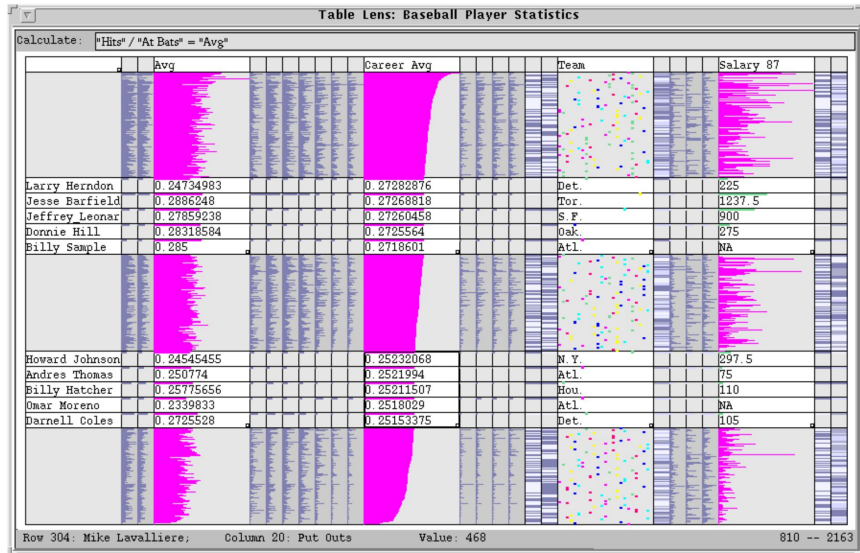 Table Lens: Baseball Player Statistics
Calculate: "Hits" / "At Bats" = "Avg"
Avg Career Avg Team Salary 87
Larry Herndon 0.24734983 0.27282876 Det. 225
Jesse Barfield 0.2886248 0.27268818 Tor. 1237.5
Jeffrey_Leonar 0.27859238 0.27260458 S.F. 900
Donnie Hill 0.28318584 0.2725564 Oak. 275
Billy Sample 0.285 0.2718601 Atl. NA
Howard Johnson 0.24545455 0.25232068 N.Y. 297.5
Andres Thomas 0.250774 0.2521994 Atl. 75
Billy Hatcher 0.25775656 0.25211507 Hou. 110
Omar Moreno 0.2339833 0.2518029 Atl. NA
Darnell Coles 0.2725528 0.25153375 Det. 105
Row 304: Mike Lavalliere; Column 20: Put Outs Value: 468 810 -- 2163